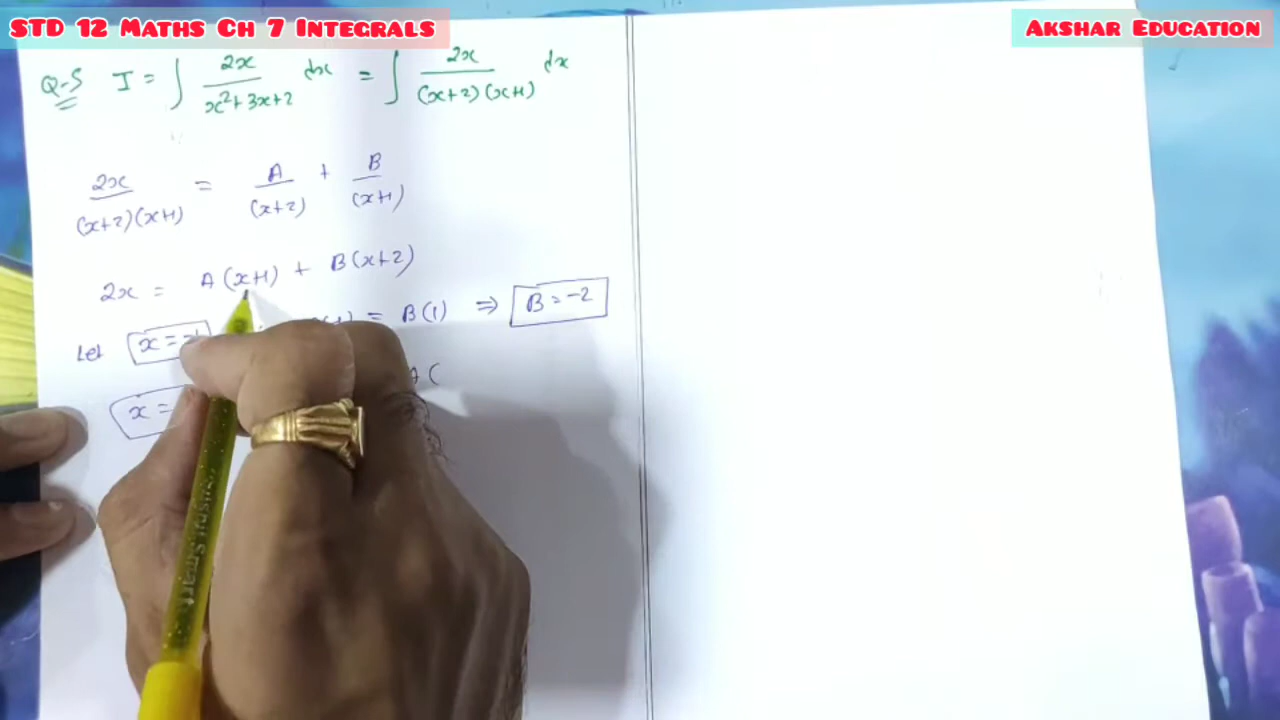 STD 12 Maths Ch 7 Integrals
Akshar Education
Q-5 I = ∫ 2x / x²+3x+2 dx = ∫ 2x / (x+2)(x+1) dx
2x / (x+2)(x+1) = A / (x+2) + B / (x+1)
2x = A(x+1) + B(x+2)
Let x = -1 = B(1) ⇒ B = -2
x = A(